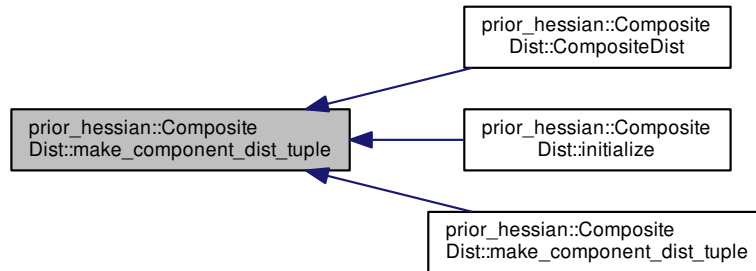 prior_hessian::Composite
Dist::CompositeDist
prior_hessian::Composite
Dist::make_component_dist_tuple
prior_hessian::Composite
Dist::initialize
prior_hessian::Composite
Dist::make_component_dist_tuple